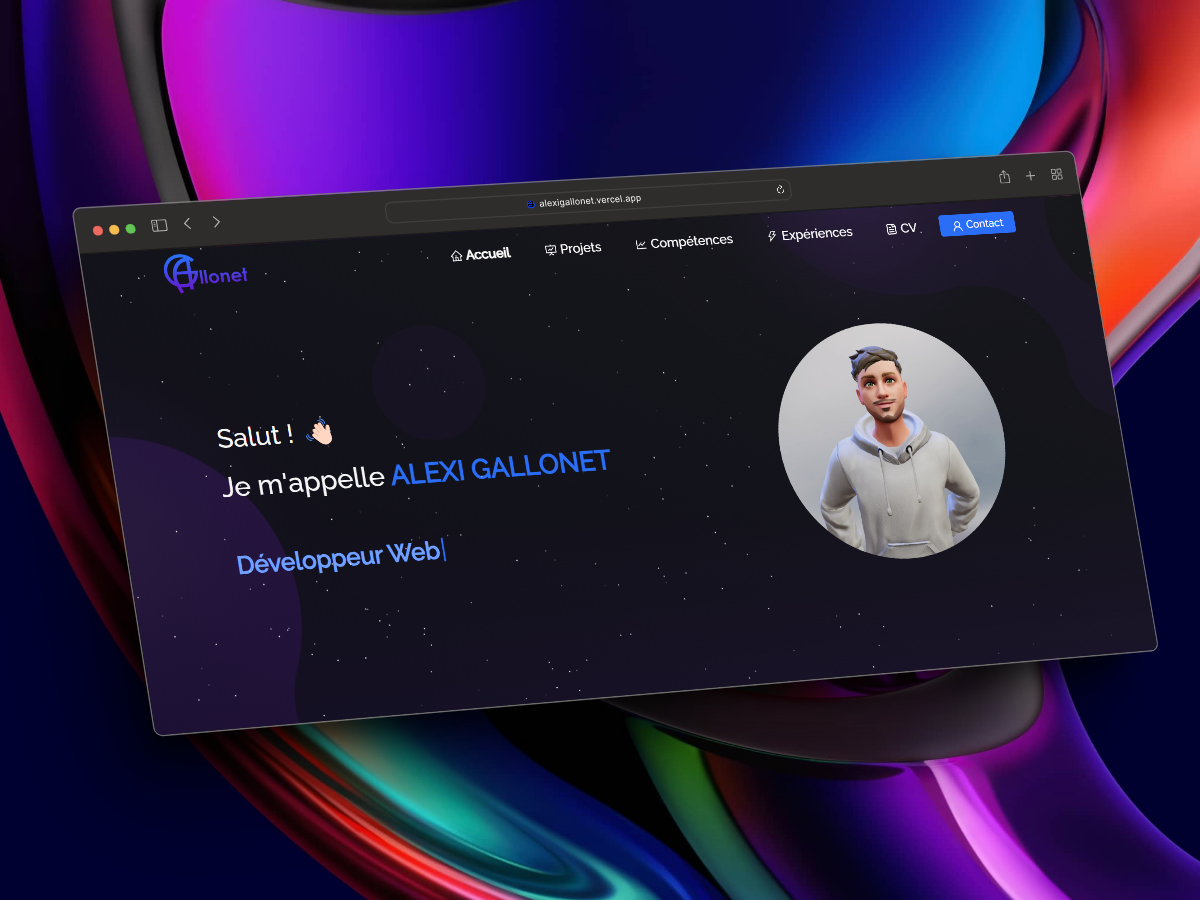 alexigallonet.vercel.app
GAllonet
Accueil
Projets
Compétences
Expériences
CV
Contact
Salut ! 👋🏻
Je m'appelle ALEXI GALLONET
Développeur Web